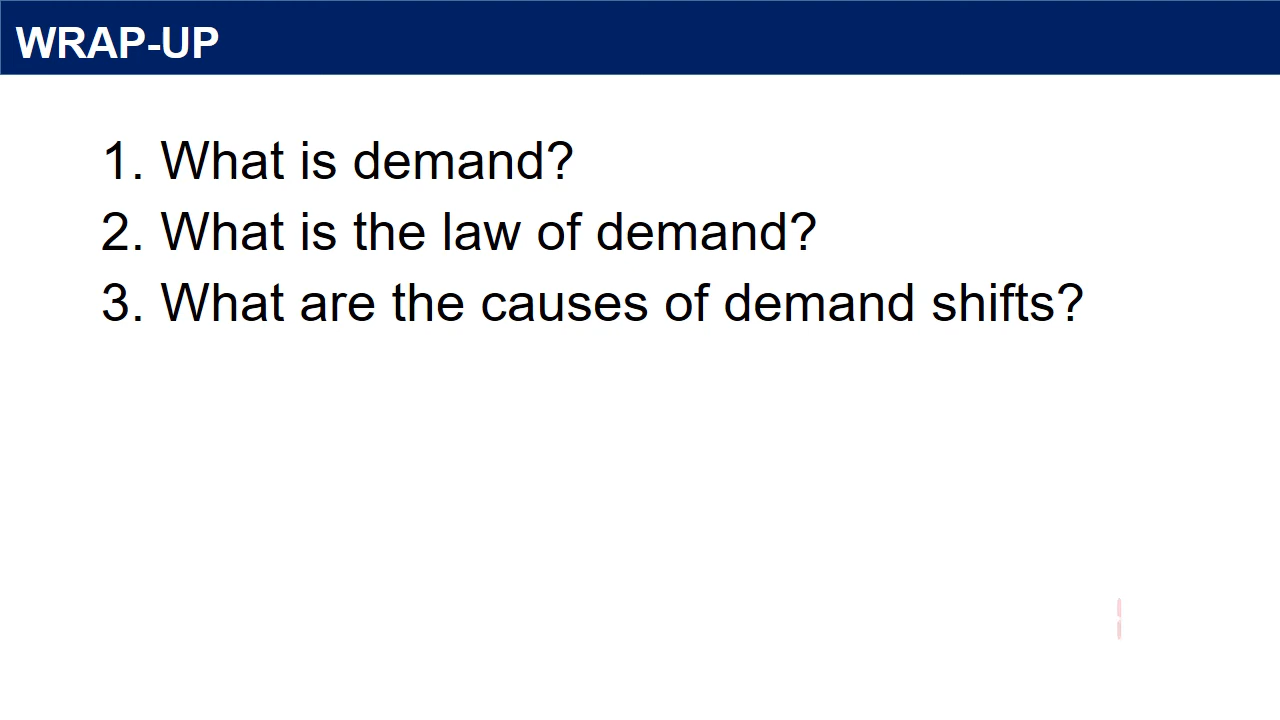 WRAP-UP
1. What is demand?
2. What is the law of demand?
3. What are the causes of demand shifts?